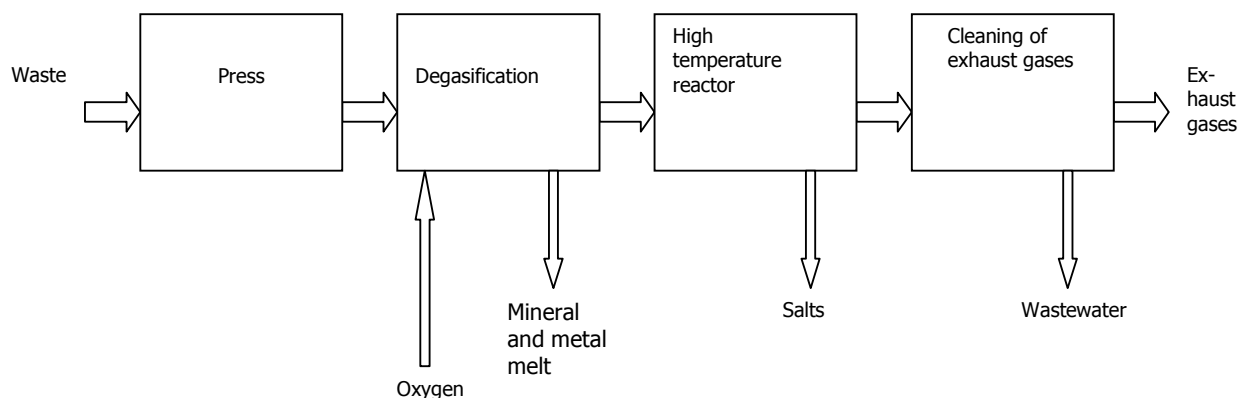 Waste
Press
Degasification
High
temperature
reactor
Cleaning of
exhaust gases
Ex-
haust
gases
Mineral
and metal
melt
Oxygen
Salts
Wastewater